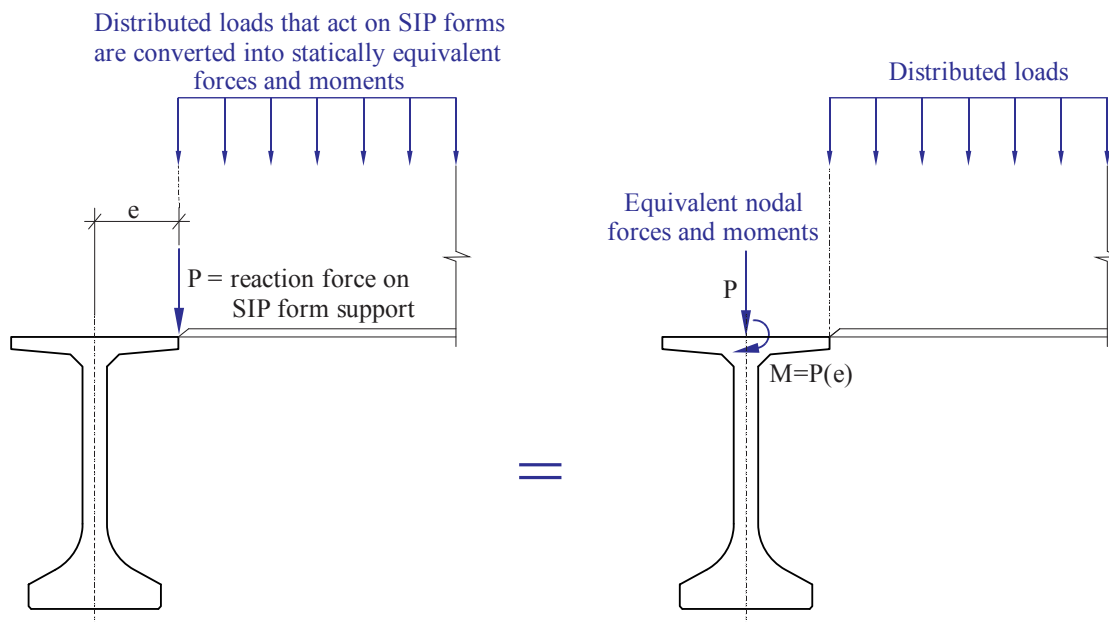 Distributed loads that act on SIP forms
are converted into statically equivalent
forces and moments
e
P = reaction force on
SIP form support
=
Distributed loads
Equivalent nodal
forces and moments
P
M=P(e)